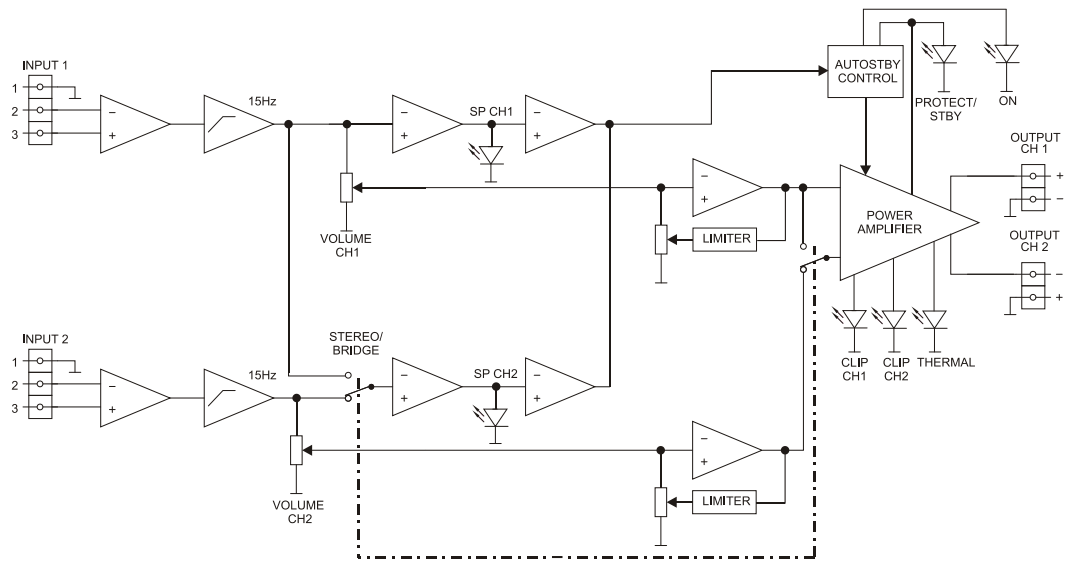 INPUT 1
1
2
3
−
+
15Hz
−
+
SP CH1
−
+
AUTOSTBY
CONTROL
PROTECT/
STBY
ON
VOLUME
CH1
−
+
LIMITER
POWER
AMPLIFIER
OUTPUT
CH 1
+
−
OUTPUT
CH 2
−
+
CLIP
CH1
CLIP
CH2
THERMAL
INPUT 2
1
2
3
−
+
15Hz
STEREO/
BRIDGE
−
+
SP CH2
−
+
VOLUME
CH2
−
+
LIMITER